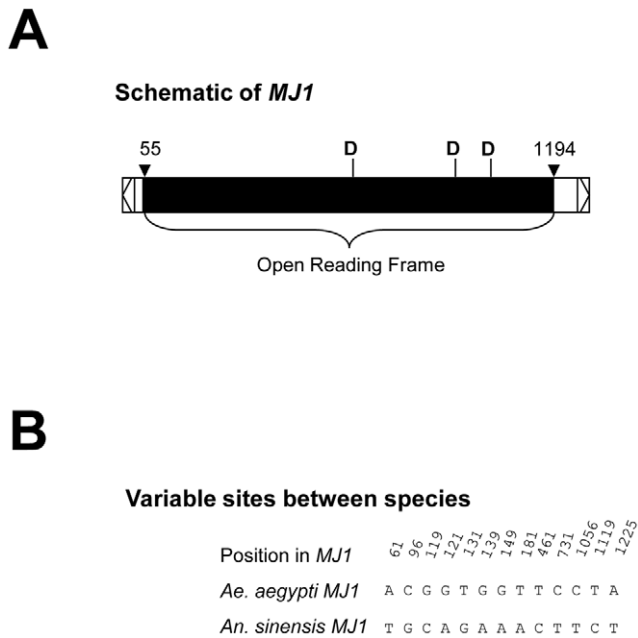 A
Schematic of MJ1
55 D D D 1194
Open Reading Frame
B
Variable sites between species
Position in MJ1 61 96 119 121 131 139 149 181 461 731 1056 1119 1225
Ae. aegypti MJ1 A C G G T G G T T C C T A
An. sinensis MJ1 T G C A G A A A C T T C T